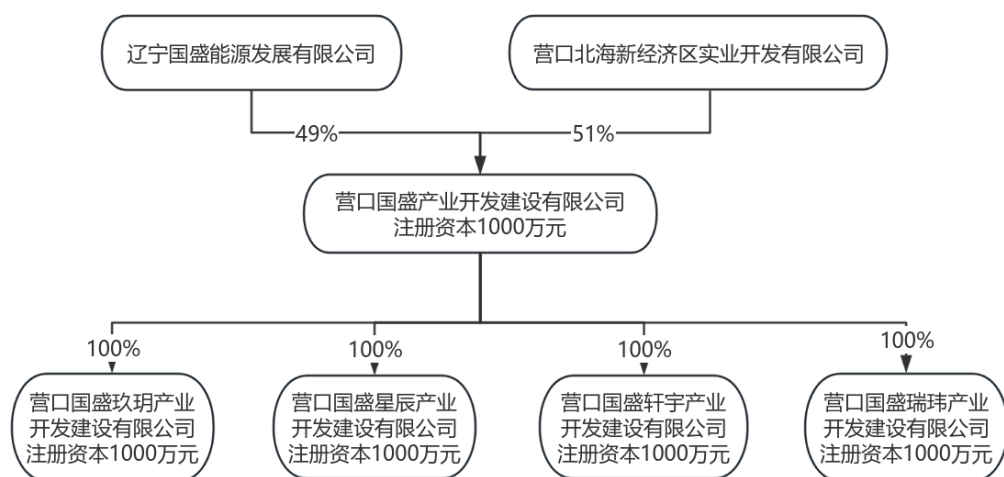 辽宁国盛能源发展有限公司
营口北海新经济区实业开发有限公司
49%
51%
营口国盛产业开发建设有限公司
注册资本1000万元
100%
100%
100%
100%
营口国盛玖玥产业
开发建设有限公司
注册资本1000万元
营口国盛星辰产业
开发建设有限公司
注册资本1000万元
营口国盛轩宇产业
开发建设有限公司
注册资本1000万元
营口国盛瑞玮产业
开发建设有限公司
注册资本1000万元